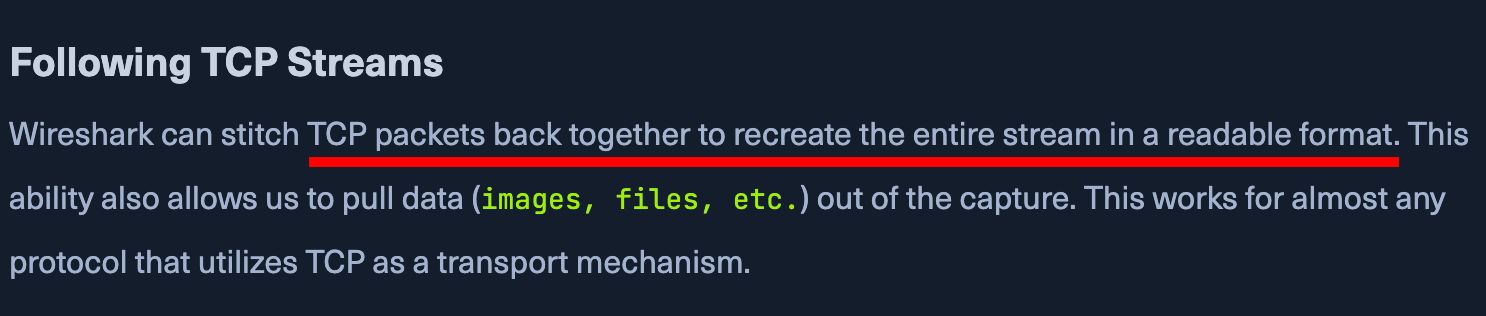 Following TCP Streams
Wireshark can stitch TCP packets back together to recreate the entire stream in a readable format. This
ability also allows us to pull data (images, files, etc.) out of the capture. This works for almost any
protocol that utilizes TCP as a transport mechanism.